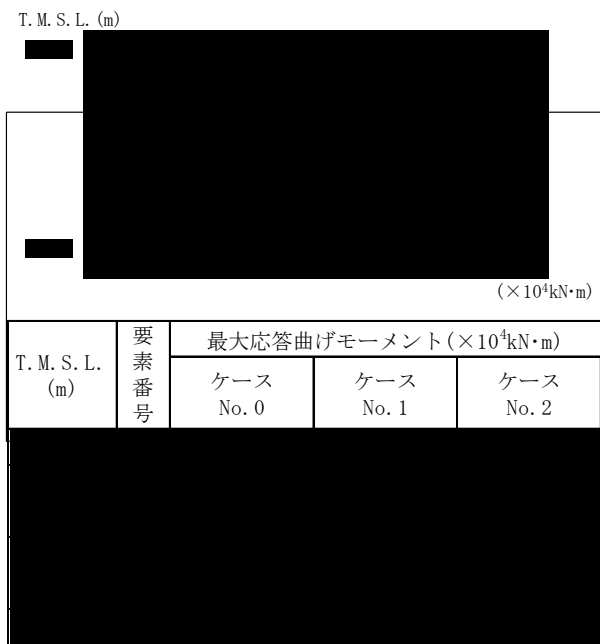 T.M.S.L.(m)
(×10⁴kN・m)
T.M.S.L.
(m)
要素番号
最大応答曲げモーメント(×10⁴kN・m)
ケース
No.0
ケース
No.1
ケース
No.2